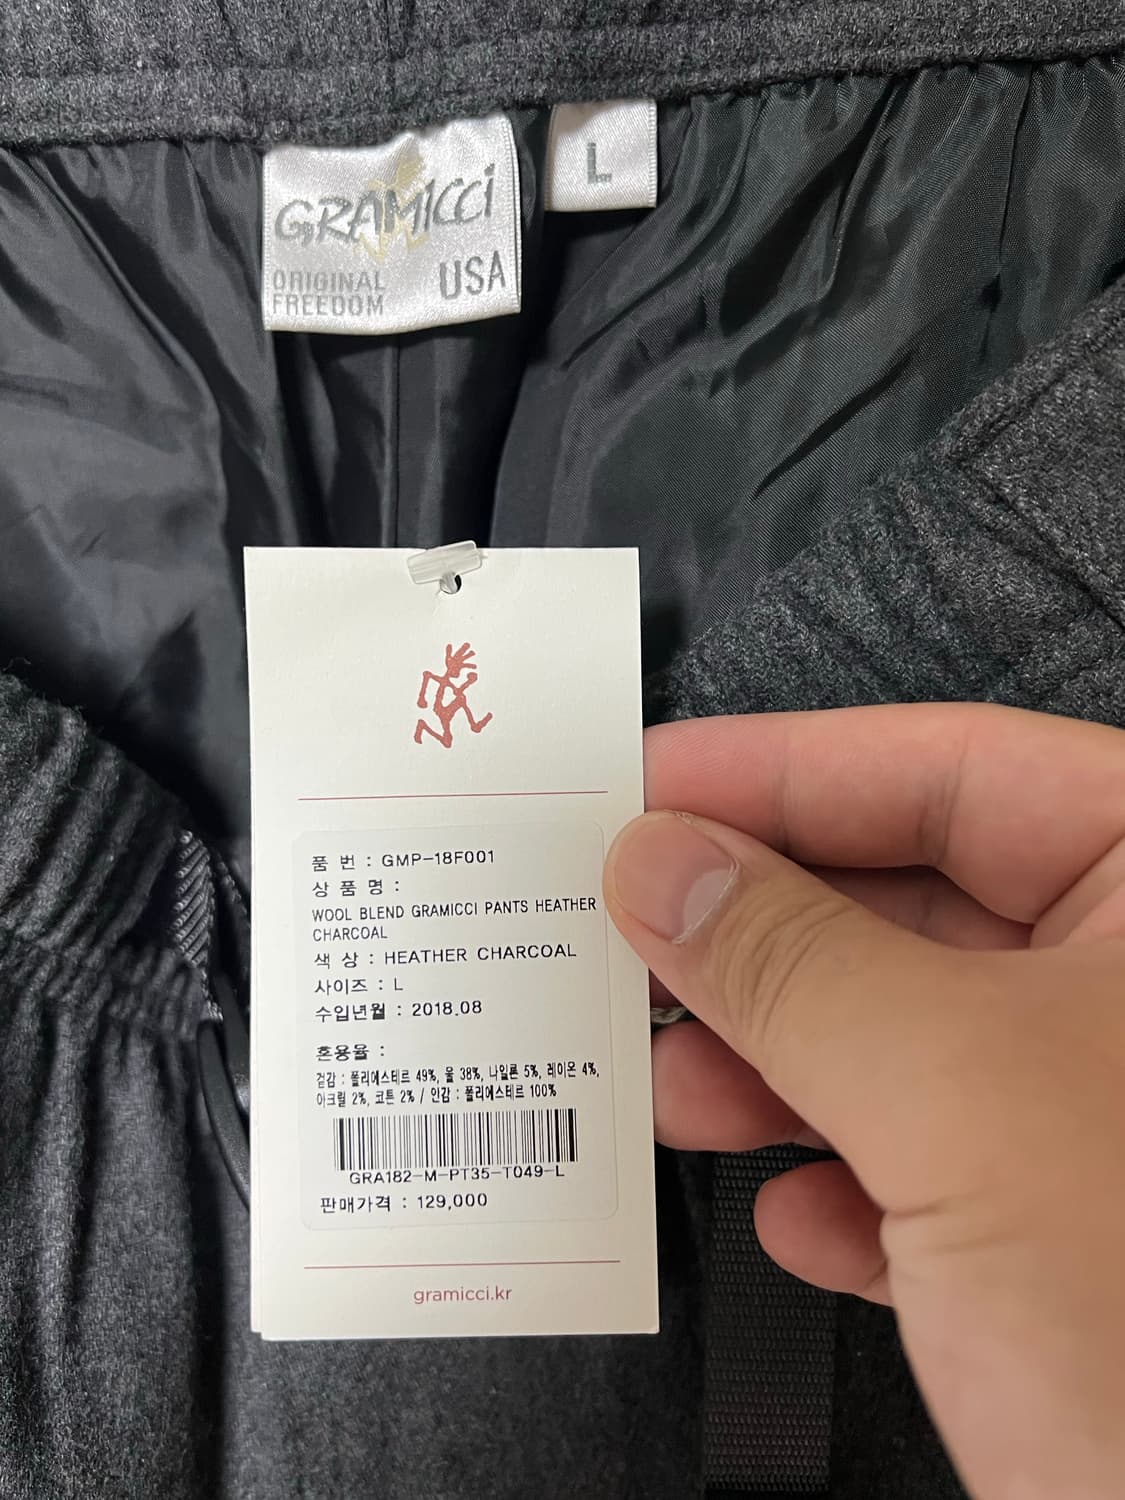 GRAMICCI
ORIGINAL
FREEDOM
USA
L
품 번 : GMP-18F001
상 품 명 :
WOOL BLEND GRAMICCI PANTS HEATHER
CHARCOAL
색 상 : HEATHER CHARCOAL
사이즈 : L
수입년월 : 2018.08
혼용율 :
겉감 : 폴리에스테르 49%, 울 38%, 나일론 5%, 레이온 4%,
아크릴 2%, 코튼 2% / 안감 : 폴리에스테르 100%
GRA182-M-PT35-T049-L
판매가격 : 129,000
gramicci.kr